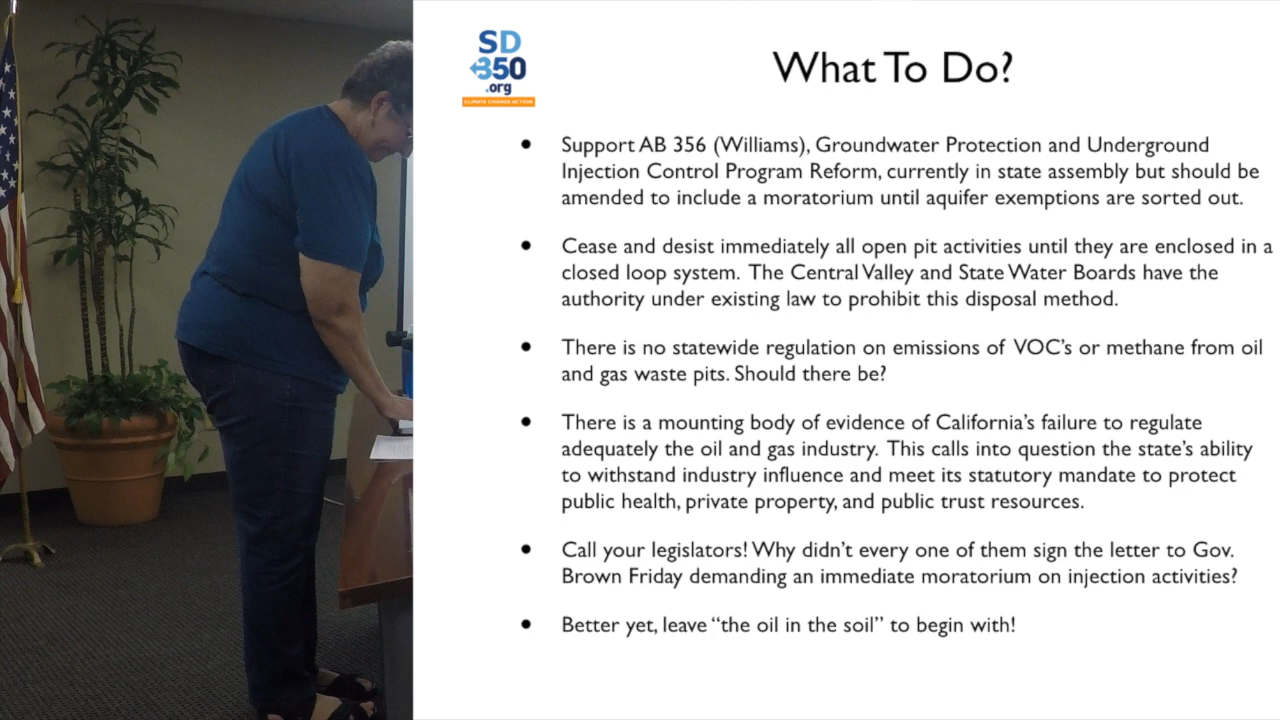 SD
350
.org
CLIMATE CHANGE ACTION
What To Do?
Support AB 356 (Williams), Groundwater Protection and Underground
Injection Control Program Reform, currently in state assembly but should be
amended to include a moratorium until aquifer exemptions are sorted out.
Cease and desist immediately all open pit activities until they are enclosed in a
closed loop system. The Central Valley and State Water Boards have the
authority under existing law to prohibit this disposal method.
There is no statewide regulation on emissions of VOC's or methane from oil
and gas waste pits. Should there be?
There is a mounting body of evidence of California's failure to regulate
adequately the oil and gas industry. This calls into question the state's ability
to withstand industry influence and meet its statutory mandate to protect
public health, private property, and public trust resources.
Call your legislators! Why didn't every one of them sign the letter to Gov.
Brown Friday demanding an immediate moratorium on injection activities?
Better yet, leave "the oil in the soil" to begin with!